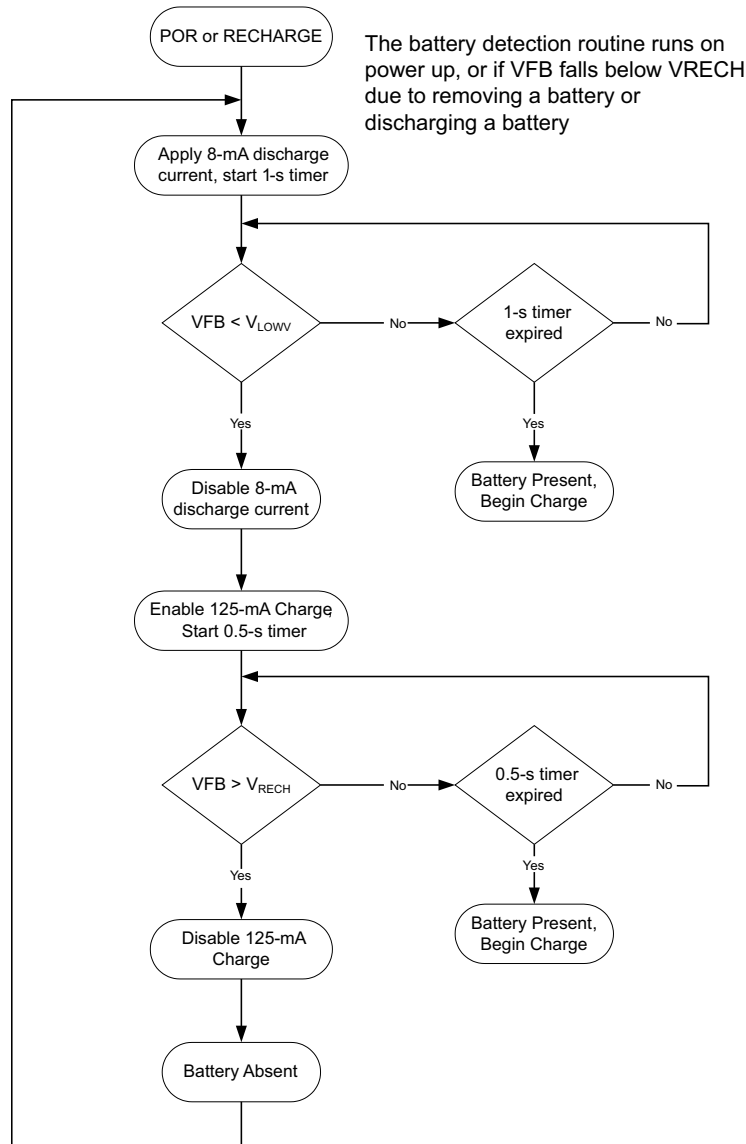 POR or RECHARGE
The battery detection routine runs on
power up, or if VFB falls below VRECH
due to removing a battery or
discharging a battery
Apply 8-mA discharge
current, start 1-s timer
VFB < VLOWV
No
1-s timer
expired
No
Yes
Yes
Disable 8-mA
discharge current
Battery Present,
Begin Charge
Enable 125-mA Charge,
Start 0.5-s timer
VFB > VRECH
No
0.5-s timer
expired
No
Yes
Yes
Disable 125-mA
Charge
Battery Present,
Begin Charge
Battery Absent